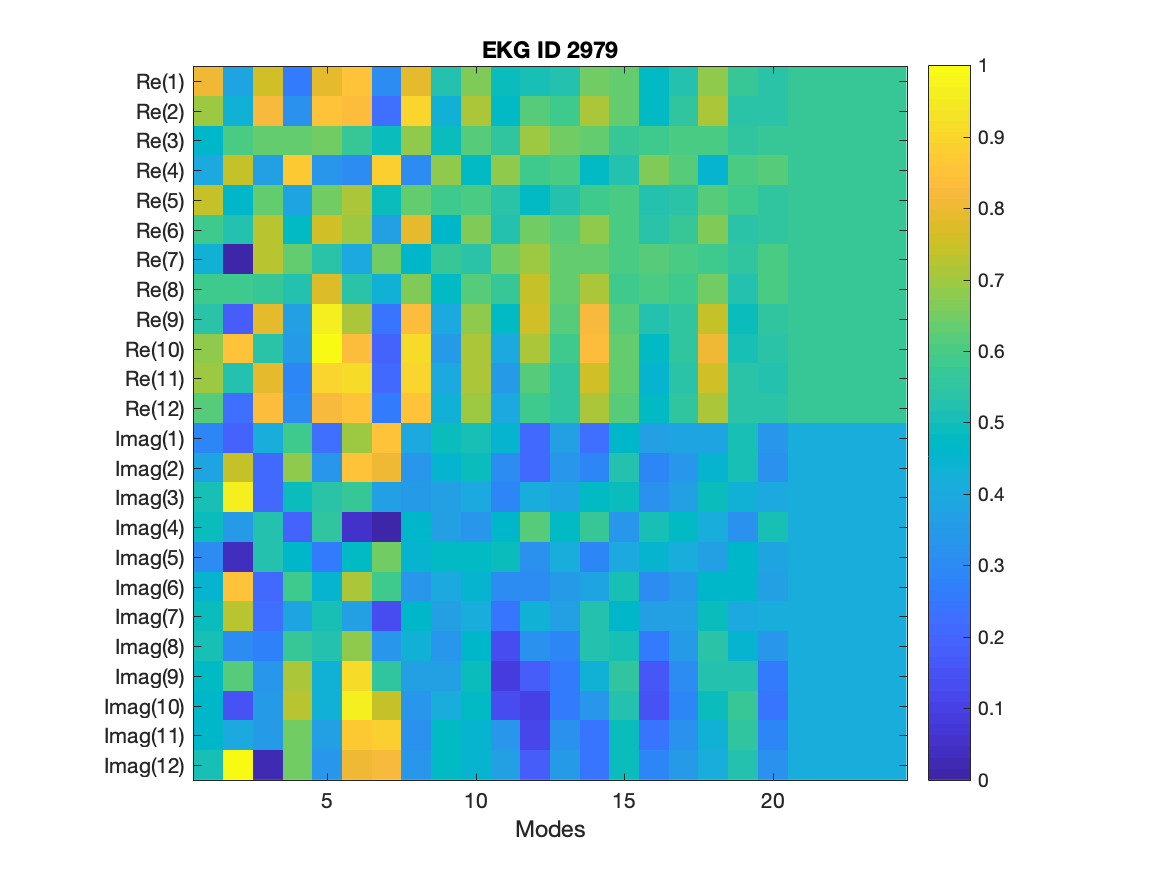 EKG ID 2979
Re(1)
Re(2)
Re(3)
Re(4)
Re(5)
Re(6)
Re(7)
Re(8)
Re(9)
Re(10)
Re(11)
Re(12)
Imag(1)
Imag(2)
Imag(3)
Imag(4)
Imag(5)
Imag(6)
Imag(7)
Imag(8)
Imag(9)
Imag(10)
Imag(11)
Imag(12)
5 10 15 20
Modes
1
0.9
0.8
0.7
0.6
0.5
0.4
0.3
0.2
0.1
0